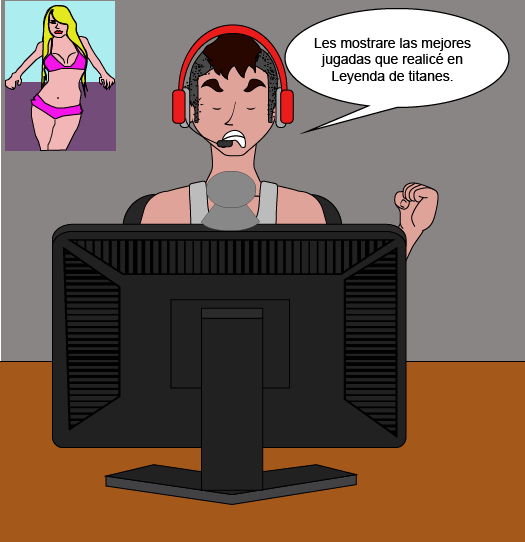 Les mostrare las mejores
jugadas que realicé en
Leyenda de titanes.